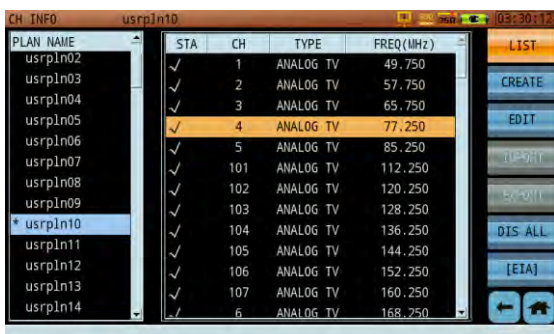 CH INFO usrpln10 03:30:12
PLAN NAME
usrpln02
usrpln03
usrpln04
usrpln05
usrpln06
usrpln07
usrpln08
usrpln09
* usrpln10
usrpln11
usrpln12
usrpln13
usrpln14
STA CH TYPE FREQ(MHz)
✓ 1 ANALOG TV 49.750
✓ 2 ANALOG TV 57.750
✓ 3 ANALOG TV 65.750
✓ 4 ANALOG TV 77.250
✓ 5 ANALOG TV 85.250
✓ 101 ANALOG TV 112.250
✓ 102 ANALOG TV 120.250
✓ 103 ANALOG TV 128.250
✓ 104 ANALOG TV 136.250
✓ 105 ANALOG TV 144.250
✓ 106 ANALOG TV 152.250
✓ 107 ANALOG TV 160.250
✓ 6 ANALOG TV 168.250
LIST
CREATE
EDIT
DIS ALL
[EIA]